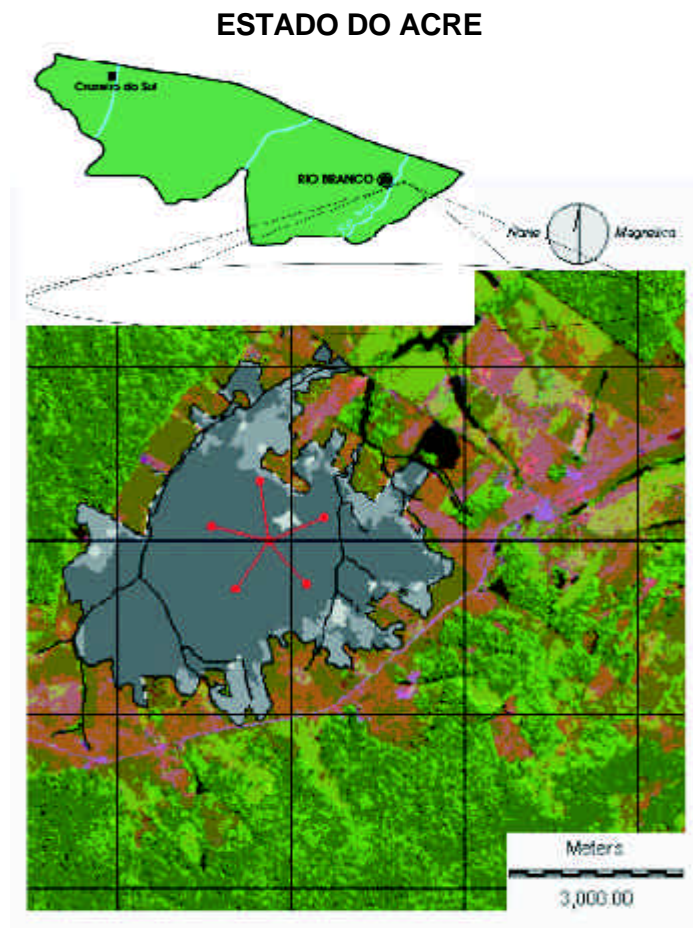 ESTADO DO ACRE
Cruzeiro do Sul
RIO BRANCO
Norte Magnetico
Meters
3,000.00